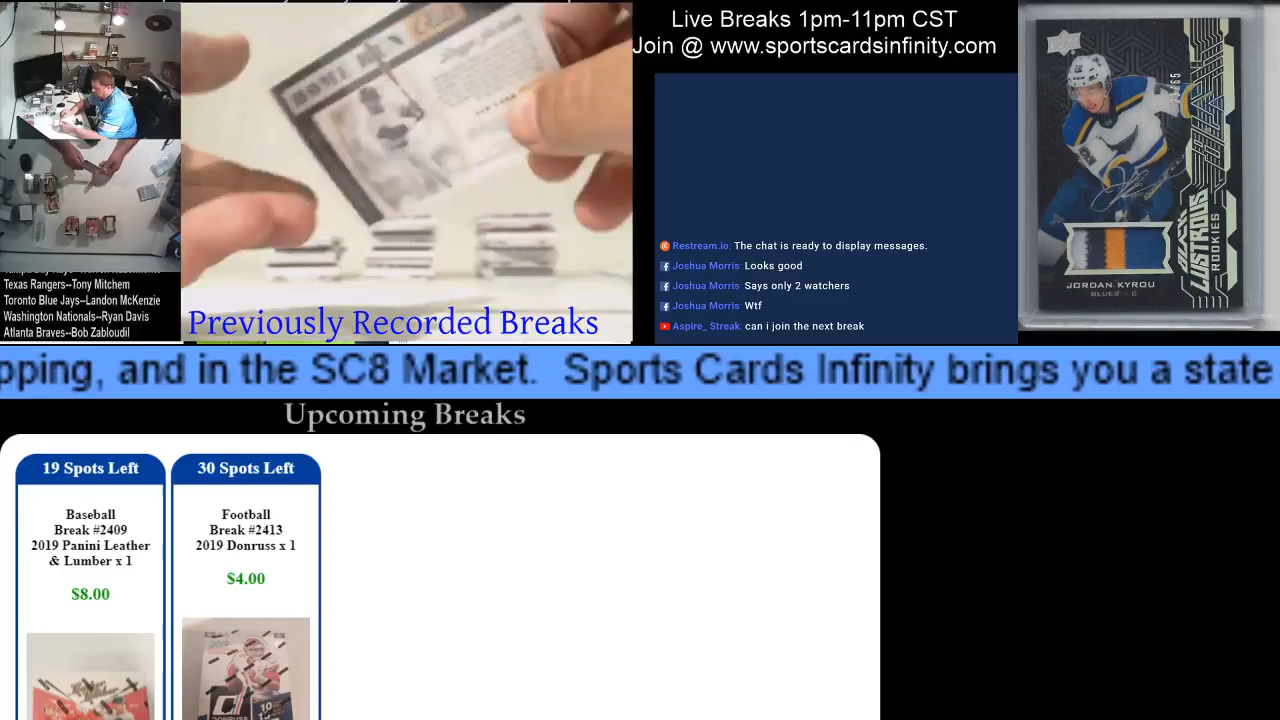 Texas Rangers--Tony Mitchem
Toronto Blue Jays--Landon McKenzie
Washington Nationals--Ryan Davis
Atlanta Braves--Bob Zabloudil
Previously Recorded Breaks
Live Breaks 1pm-11pm CST
Join @ www.sportscardsinfinity.com
Restream.io: The chat is ready to display messages.
Joshua Morris: Looks good
Joshua Morris: Says only 2 watchers
Joshua Morris: Wtf
Aspire_ Streak: can i join the next break
BLACK
LUSTROUS
ROOKIES
JORDAN KYROU
BLUES - C
pping, and in the SC8 Market. Sports Cards Infinity brings you a state
Upcoming Breaks
19 Spots Left
Baseball
Break #2409
2019 Panini Leather
& Lumber x 1
$8.00
30 Spots Left
Football
Break #2413
2019 Donruss x 1
$4.00
DONRUSS
10